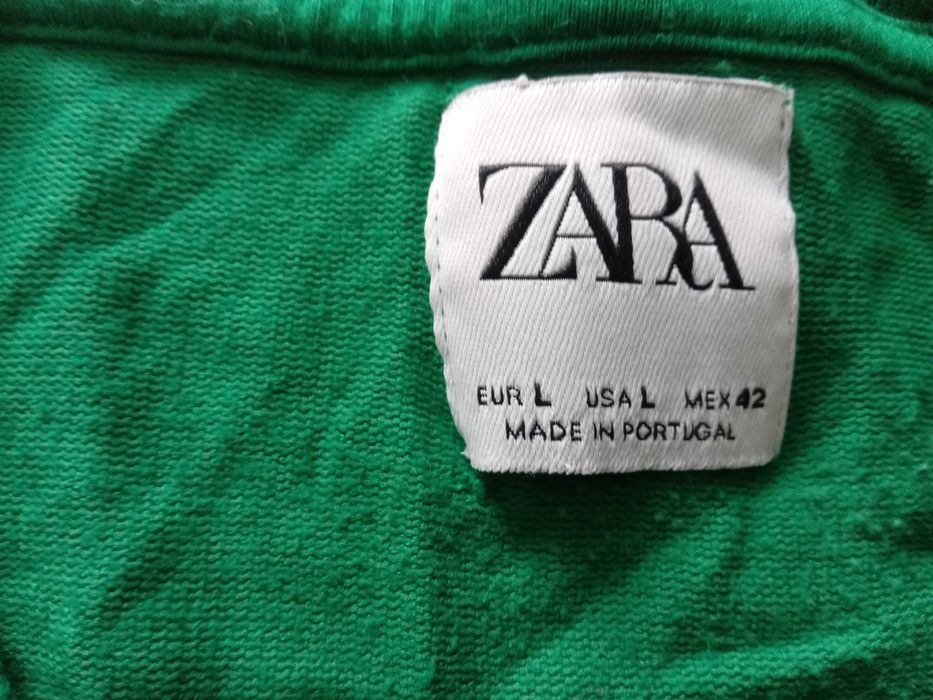 ZARA
EUR L USA L MEX 42
MADE IN PORTUGAL